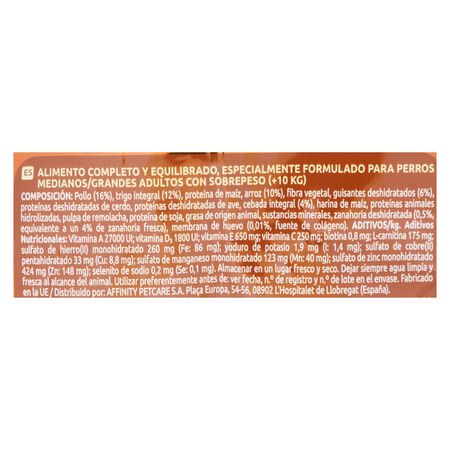 ES ALIMENTO COMPLETO Y EQUILIBRADO, ESPECIALMENTE FORMULADO PARA PERROS
MEDIANOS/GRANDES ADULTOS CON SOBREPESO (+10 KG)
COMPOSICIÓN: Pollo (16%), trigo integral (12%), proteína de maíz, arroz (10%), fibra vegetal, guisantes deshidratados (6%),
proteínas deshidratadas de cerdo, proteínas deshidratadas de ave, cebada integral (4%), harina de maíz, proteínas animales
hidrolizadas, pulpa de remolacha, proteína de soja, grasa de origen animal, sustancias minerales, zanahoria deshidratada (0,5%,
equivalente a un 4% de zanahoria fresca), membrana de huevo (0,01%, fuente de colágeno). ADITIVOS/kg. Aditivos
Nutricionales: Vitamina A 27000 UI; vitamina D₃ 1800 UI; vitamina E 650 mg; vitamina C 250 mg; biotina 0,8 mg; L-carnitina 175 mg;
sulfato de hierro(II) monohidratado 260 mg (Fe: 86 mg); yoduro de potasio 1,9 mg (I: 1,4 mg); sulfato de cobre(II)
pentahidratado 33 mg (Cu: 8,8 mg); sulfato de manganeso monohidratado 123 mg (Mn: 40 mg); sulfato de zinc monohidratado
424 mg (Zn: 148 mg); selenito de sodio 0,2 mg (Se: 0,1 mg). Almacenar en un lugar fresco y seco. Dejar siempre agua limpia y
fresca al alcance del animal. Utilizar preferentemente antes de: ver fecha, n.º de registro y n.º de lote en el envase. Fabricado
en la UE / Distribuido por: AFFINITY PETCARE S.A. Plaça Europa, 54-56, 08902 L'Hospitalet de Llobregat (España).